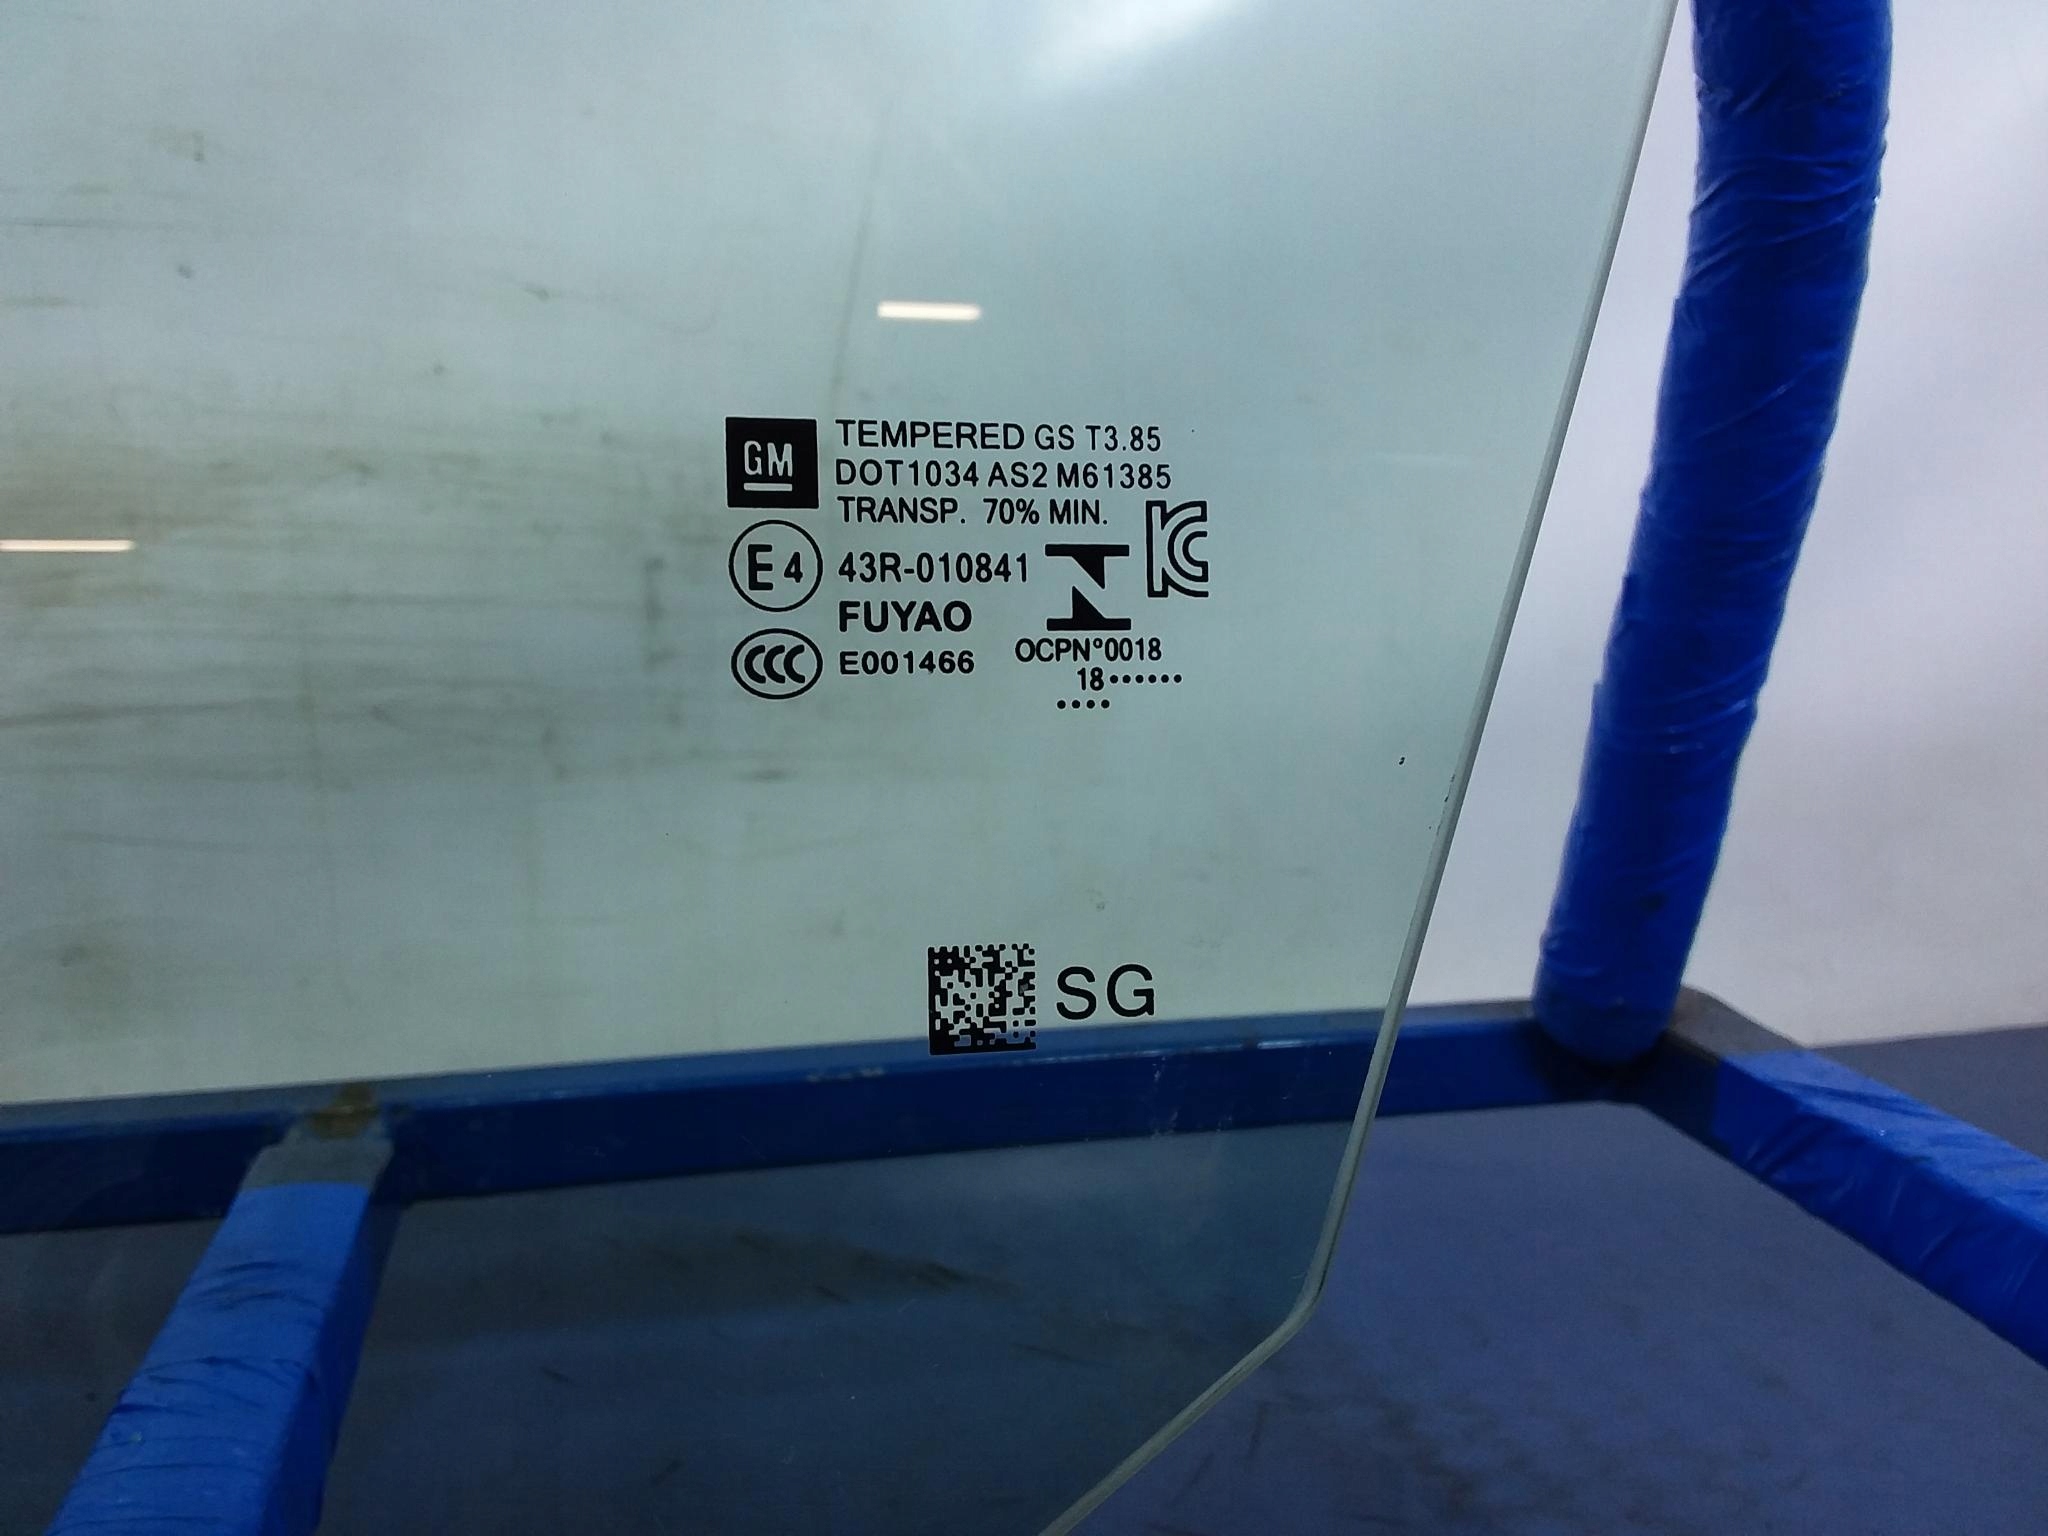 GM
TEMPERED GS T3.85
DOT1034 AS2 M61385
TRANSP. 70% MIN.
E4 43R-010841
FUYAO
CCC E001466
KC
OCPN°0018
18••••••
••••
SG